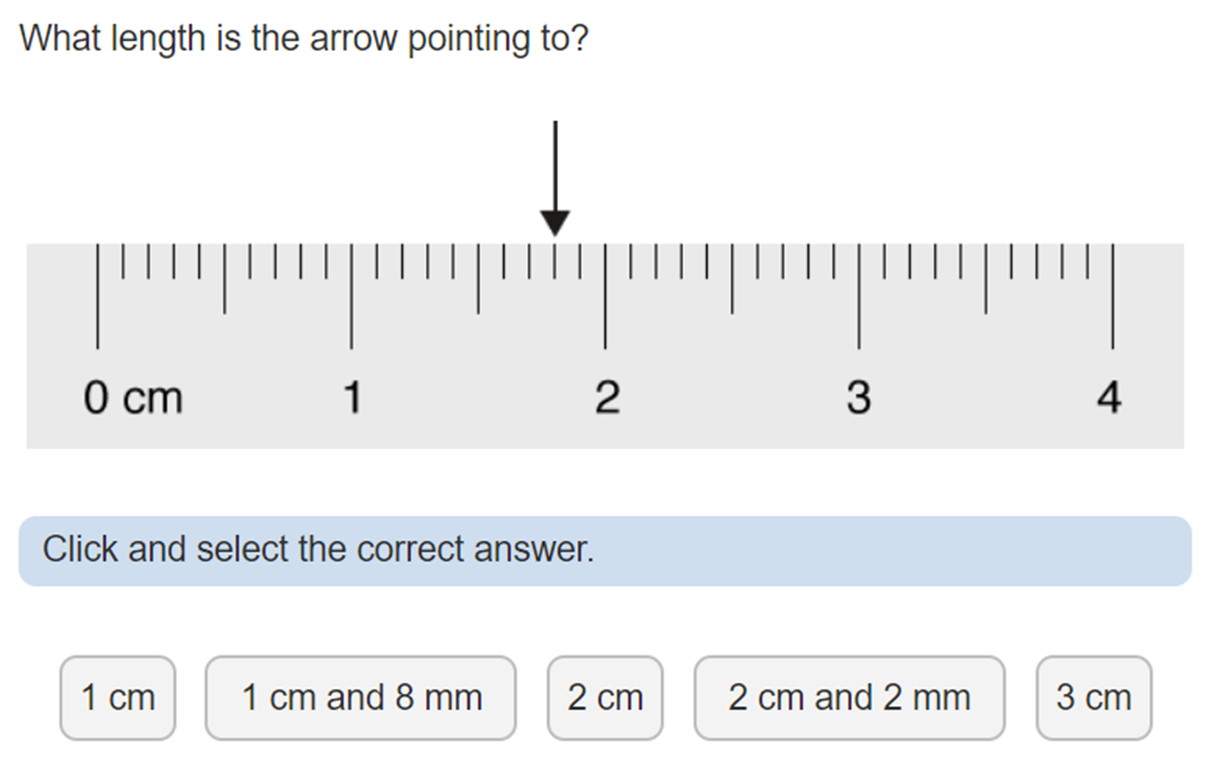 What length is the arrow pointing to?
0 cm 1 2 3 4
Click and select the correct answer.
1 cm 1 cm and 8 mm 2 cm 2 cm and 2 mm 3 cm